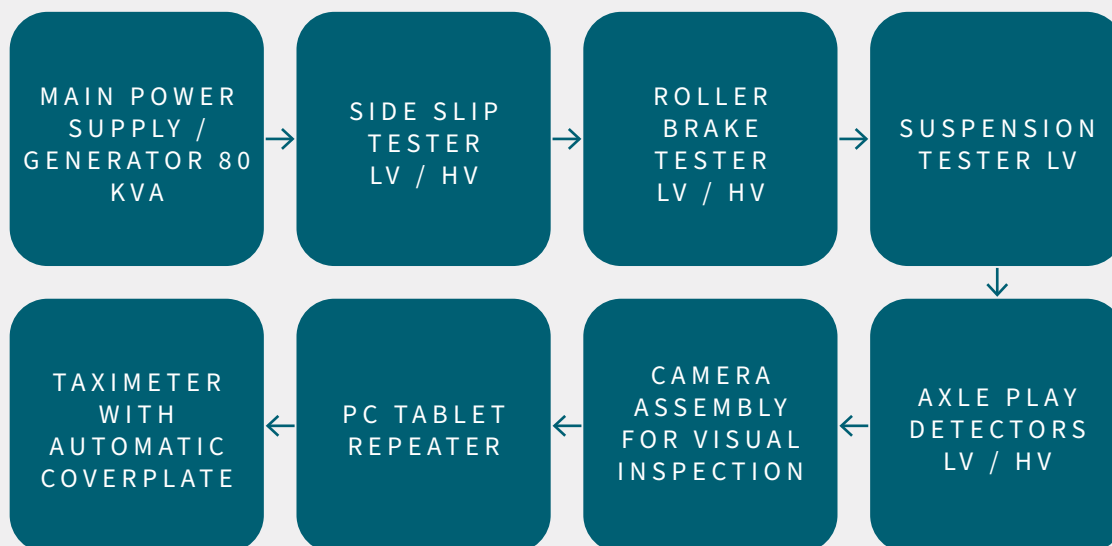 MAIN POWER
SUPPLY /
GENERATOR 80
KVA
SIDE SLIP
TESTER
LV / HV
ROLLER
BRAKE
TESTER
LV / HV
SUSPENSION
TESTER LV
AXLE PLAY
DETECTORS
LV / HV
CAMERA
ASSEMBLY
FOR VISUAL
INSPECTION
PC TABLET
REPEATER
TAXIMETER
WITH
AUTOMATIC
COVERPLATE